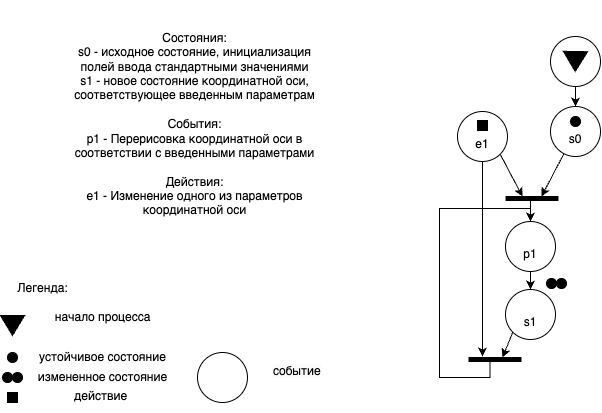 Состояния:
s0 - исходное состояние, инициализация
полей ввода стандартными значениями
s1 - новое состояние координатной оси,
соответствующее введенным параметрам
События:
p1 - Перерисовка координатной оси в
соответствии с введенными параметрами
Действия:
e1 - Изменение одного из параметров
координатной оси
e1
s0
p1
s1
Легенда:
начало процесса
устойчивое состояние
измененное состояние
действие
событие